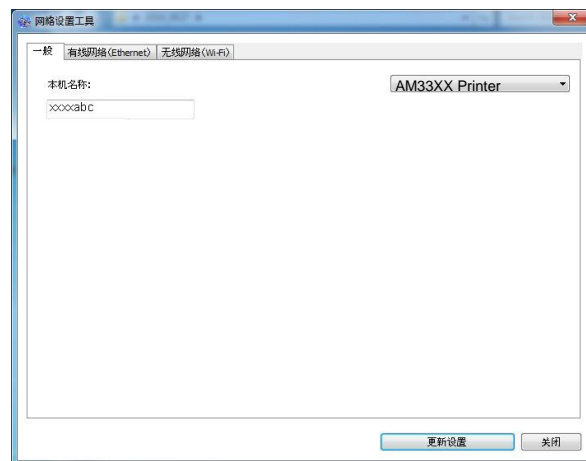 网络设置工具
一般 有线网络(Ethernet) 无线网络(Wi-Fi)
本机名称: AM33XX Printer
xxxxabc
更新设置 关闭